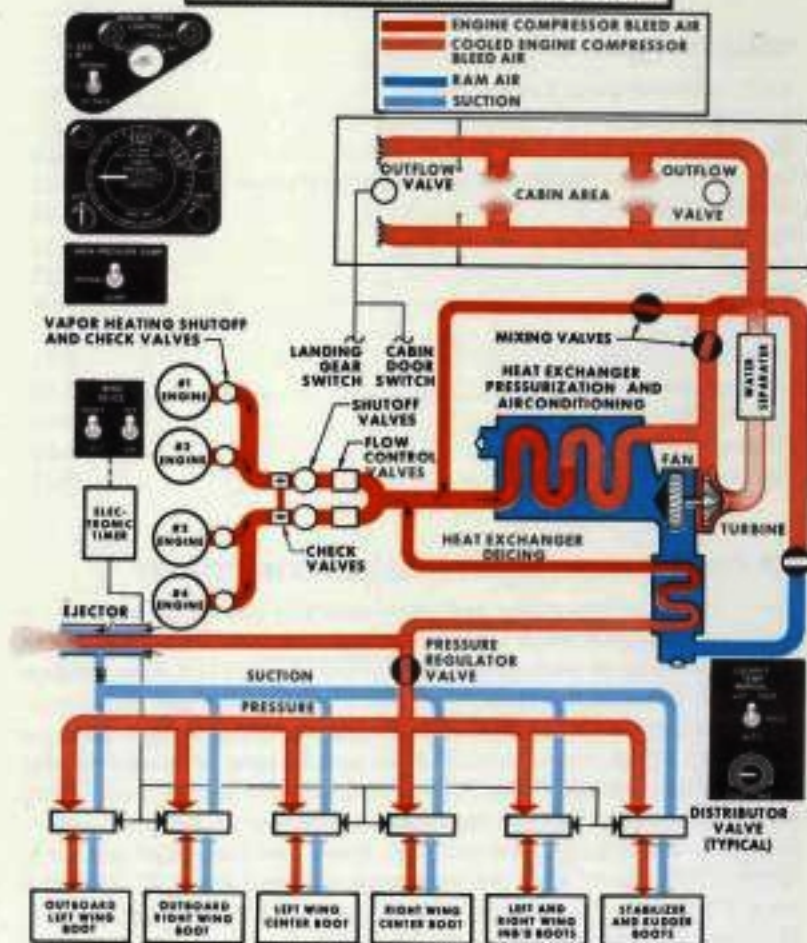 ENGINE COMPRESSOR BLEED AIR
COOLED ENGINE COMPRESSOR
BLEED AIR
RAM AIR
SUCTION
OUTFLOW
VALVE
CABIN AREA
OUTFLOW
VALVE
VAPOR HEATING SHUTOFF
AND CHECK VALVES
LANDING
GEAR
SWITCH
CABIN
DOOR
SWITCH
MIXING VALVES
HEAT EXCHANGER
PRESSURIZATION AND
AIRCONDITIONING
WATER
SEPARATER
#1
ENGINE
ENGINE
ENGINE
#4
ENGINE
SHUTOFF
VALVES
FLOW
CONTROL
VALVES
FAN
TURBINE
ELEC-
TRONIC
TIMER
CHECK
VALVES
HEAT EXCHANGER
DEICING
EJECTOR
PRESSURE
REGULATOR
VALVE
SUCTION
PRESSURE
DISTRIBUTOR
VALVE
(TYPICAL)
OUTBOARD
LEFT WING
BOOT
OUTBOARD
RIGHT WING
BOOT
LEFT WING
CENTER BOOT
RIGHT WING
CENTER BOOT
LEFT AND
RIGHT WING
INB'D BOOTS
STABILIZER
AND RUDDER
BOOTS